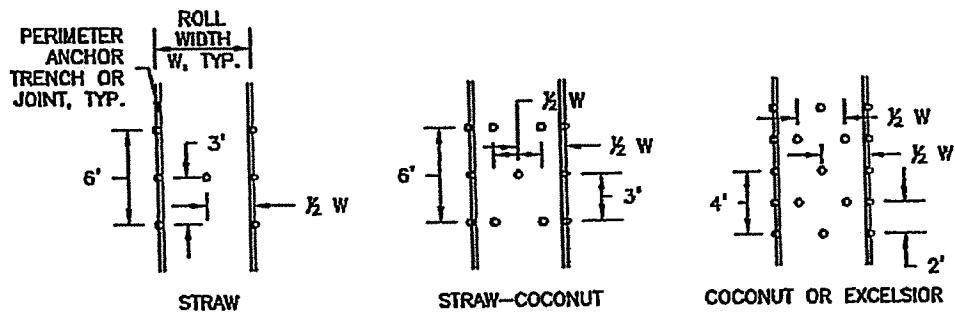 PERIMETER
ANCHOR
TRENCH OR
JOINT, TYP.
ROLL
WIDTH
W, TYP.
3'
6'
½ W
STRAW
½ W
½ W
6'
3'
STRAW-COCONUT
½ W
½ W
4'
2'
COCONUT OR EXCELSIOR